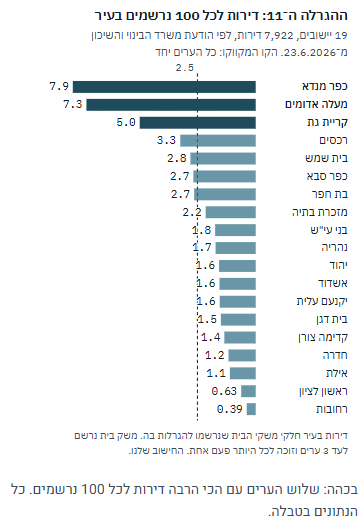 ההגרלה ה־11: דירות לכל 100 נרשמים בעיר
19 יישובים, 7,922 דירות, לפי הודעת משרד הבינוי והשיכון
מ־23.6.2026. הקו המקווקו: כל הערים יחד
2.5
כפר מנדא 7.9
מעלה אדומים 7.3
קריית גת 5.0
רכסים 3.3
בית שמש 2.8
כפר סבא 2.7
בת חפר 2.7
מזכרת בתיה 2.2
בני עי"ש 1.8
נהריה 1.7
יהוד 1.6
אשדוד 1.6
יקנעם עלית 1.6
בית דגן 1.5
קדימה צורן 1.4
חדרה 1.2
אילת 1.1
ראשון לציון 0.63
רחובות 0.39
דירות בעיר חלקי משקי הבית שנרשמו להגרלות בה. משק בית נרשם
לעד 3 ערים וזוכה לכל היותר פעם אחת. החישוב שלנו.
בכהה: שלוש הערים עם הכי הרבה דירות לכל 100 נרשמים. כל
הנתונים בטבלה.